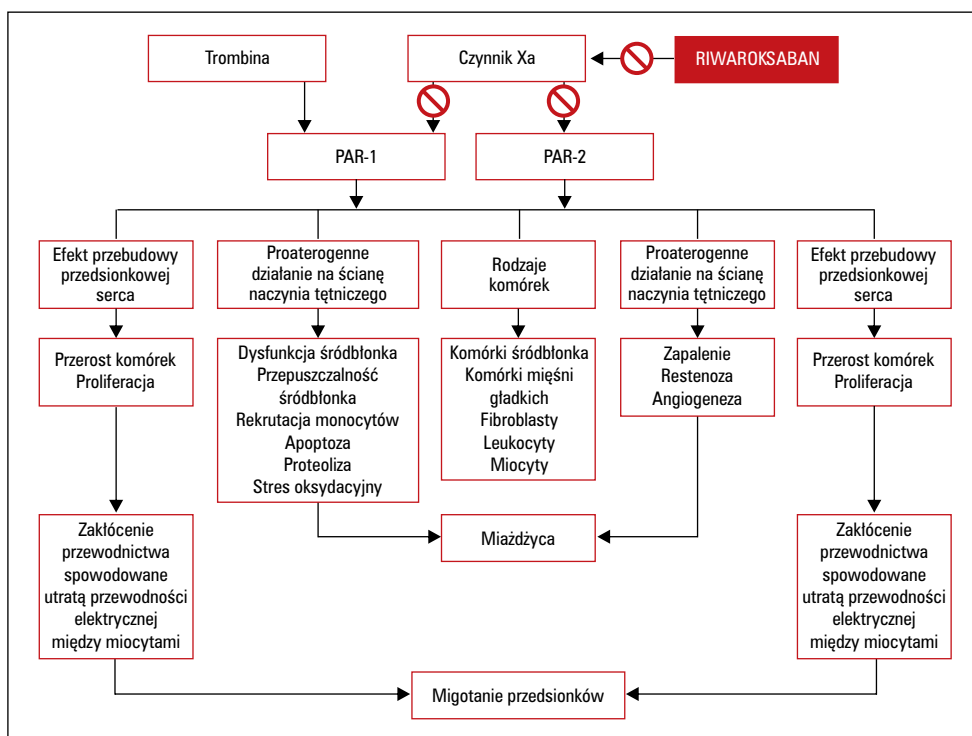 Trombina
Czynnik Xa
RIWAROKSABAN
PAR-1
PAR-2
Efekt przebudowy
przedsionkowej
serca
Proaterogenne
działanie na ścianę
naczynia tętniczego
Rodzaje
komórek
Proaterogenne
działanie na ścianę
naczynia tętniczego
Efekt przebudowy
przedsionkowej
serca
Przerost komórek
Proliferacja
Dysfunkcja śródbłonka
Przepuszczalność
śródbłonka
Rekrutacja monocytów
Apoptoza
Proteoliza
Stres oksydacyjny
Komórki śródbłonka
Komórki mięśni
gładkich
Fibroblasty
Leukocyty
Miocyty
Zapalenie
Restenoza
Angiogeneza
Przerost komórek
Proliferacja
Zakłócenie
przewodnictwa
spowodowane
utratą przewodności
elektrycznej
między miocytami
Miażdżyca
Zakłócenie
przewodnictwa
spowodowane
utratą przewodności
elektrycznej
między miocytami
Migotanie przedsionków